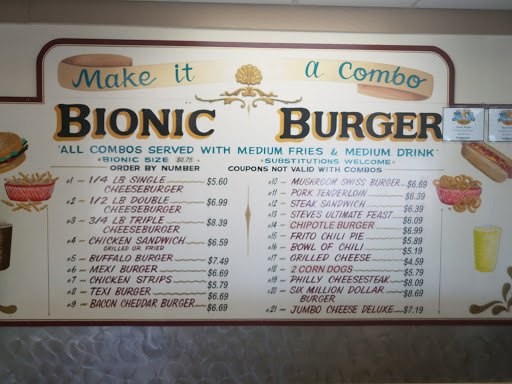 Make it a Combo
BIONIC BURGER
"ALL COMBOS SERVED WITH MEDIUM FRIES & MEDIUM DRINK"
•BIONIC SIZE $0.75• •SUBSTITUTIONS WELCOME•
ORDER BY NUMBER COUPONS NOT VALID WITH COMBOS
#1 - 1/4 LB SINGLE CHEESEBURGER $5.60
#2 - 1/2 LB DOUBLE CHEESEBURGER $6.99
#3 - 3/4 LB TRIPLE CHEESEBURGER $8.39
#4 - CHICKEN SANDWICH $6.59
GRILLED OR FRIED
#5 - BUFFALO BURGER $7.49
#6 - MEXI BURGER $6.69
#7 - CHICKEN STRIPS $5.79
#8 - TEXI BURGER $6.69
#9 - BACON CHEDDAR BURGER $6.69
#10 - MUSHROOM SWISS BURGER $6.69
#11 - PORK TENDERLOIN $6.39
#12 - STEAK SANDWICH $6.39
#13 - STEVES ULTIMATE FEAST $6.09
#14 - CHIPOTLE BURGER $6.99
#15 - FRITO CHILI PIE $5.89
#16 - BOWL OF CHILI $5.19
#17 - GRILLED CHEESE $4.59
#18 - 2 CORN DOGS $5.79
#19 - PHILLY CHEESESTEAK $8.09
#20 - SIX MILLION DOLLAR BURGER $8.69
#21 - JUMBO CHEESE DELUXE $7.19